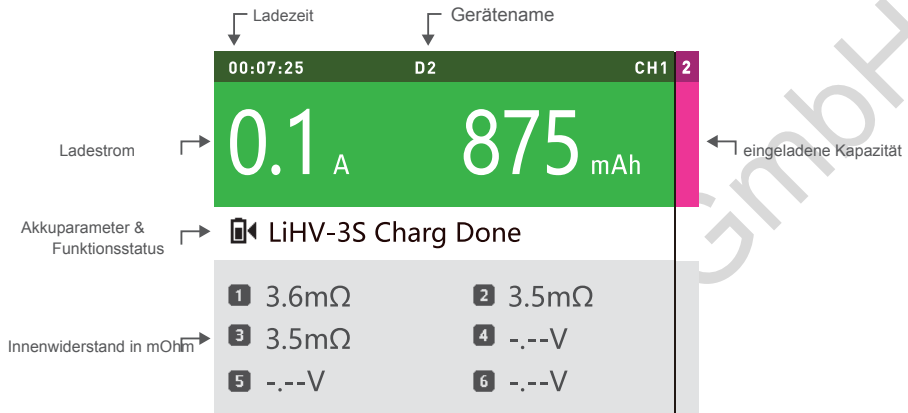 Ladezeit
Gerätename
00:07:25 D2 CH1 2
Ladestrom
0.1 A 875 mAh
eingeladene Kapazität
Akkuparameter &
Funktionsstatus
LiHV-3S Charg Done
1 3.6mΩ 2 3.5mΩ
Innenwiderstand in mOhm
3 3.5mΩ 4 -.--V
5 -.--V 6 -.--V
GmbH